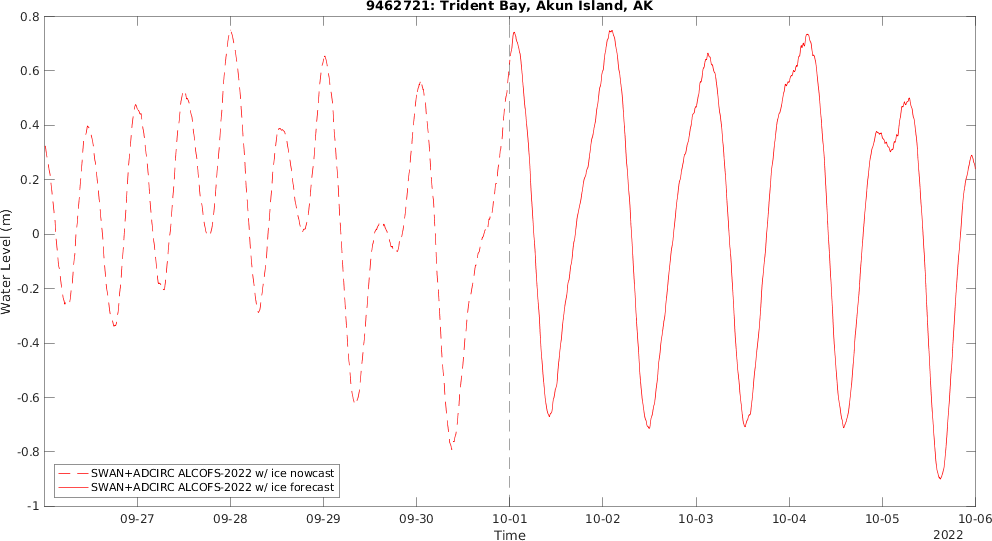 9462721: Trident Bay, Akun Island, AK
0.8
0.6
0.4
0.2
0
-0.2
-0.4
-0.6
-0.8
-1
Water Level (m)
SWAN+ADCIRC ALCOFS-2022 w/ ice nowcast
SWAN+ADCIRC ALCOFS-2022 w/ ice forecast
09-27 09-28 09-29 09-30 10-01 10-02 10-03 10-04 10-05 10-06
Time
2022